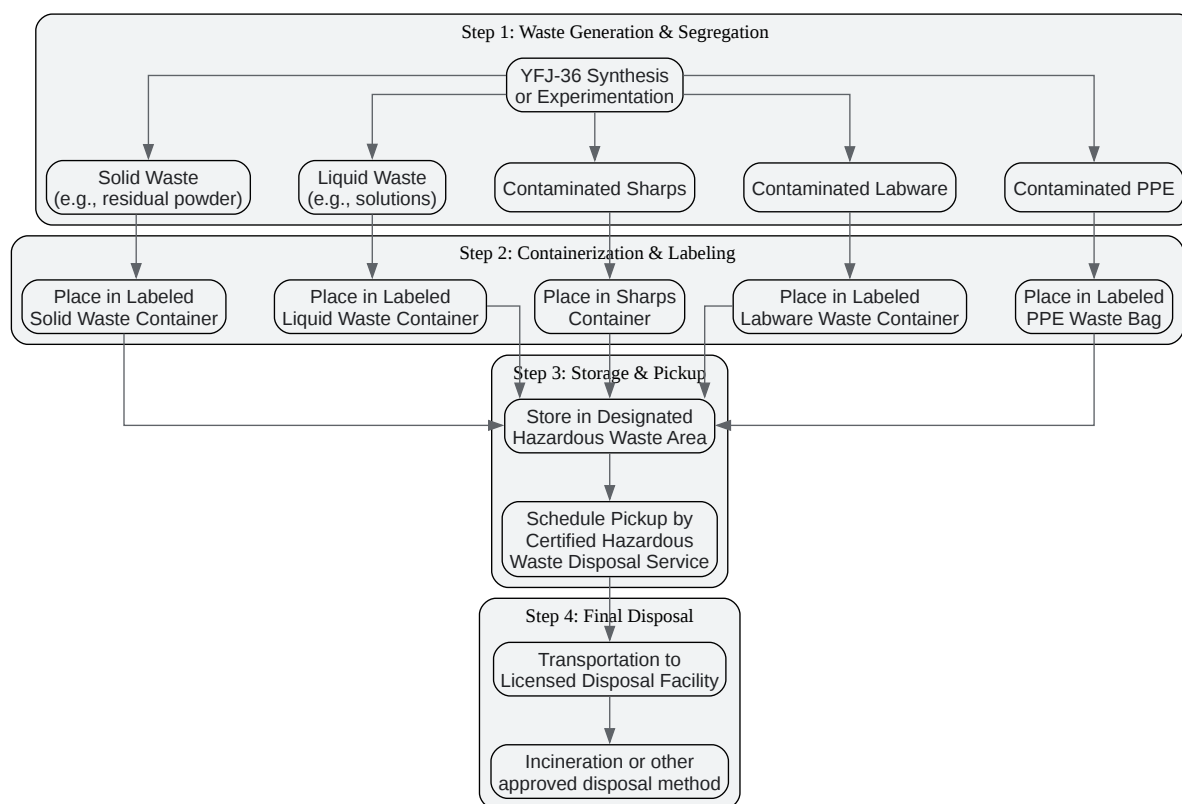 Step 1: Waste Generation & Segregation
YFJ-36 Synthesis
or Experimentation
Solid Waste
(e.g., residual powder)
Liquid Waste
(e.g., solutions)
Contaminated Sharps
Contaminated Labware
Contaminated PPE
Step 2: Containerization & Labeling
Place in Labeled
Solid Waste Container
Place in Labeled
Liquid Waste Container
Place in Sharps
Container
Place in Labeled
Labware Waste Container
Place in Labeled
PPE Waste Bag
Step 3: Storage & Pickup
Store in Designated
Hazardous Waste Area
Schedule Pickup by
Certified Hazardous
Waste Disposal Service
Step 4: Final Disposal
Transportation to
Licensed Disposal Facility
Incineration or other
approved disposal method